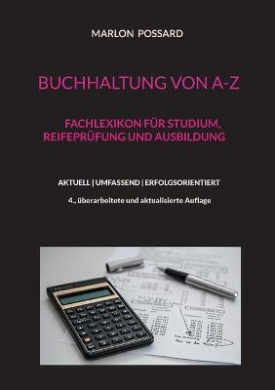 MARLON POSSARD
BUCHHALTUNG VON A-Z
FACHLEXIKON FÜR STUDIUM,
REIFEPRÜFUNG UND AUSBILDUNG
AKTUELL | UMFASSEND | ERFOLGSORIENTIERT
4., überarbeitete und aktualisierte Auflage